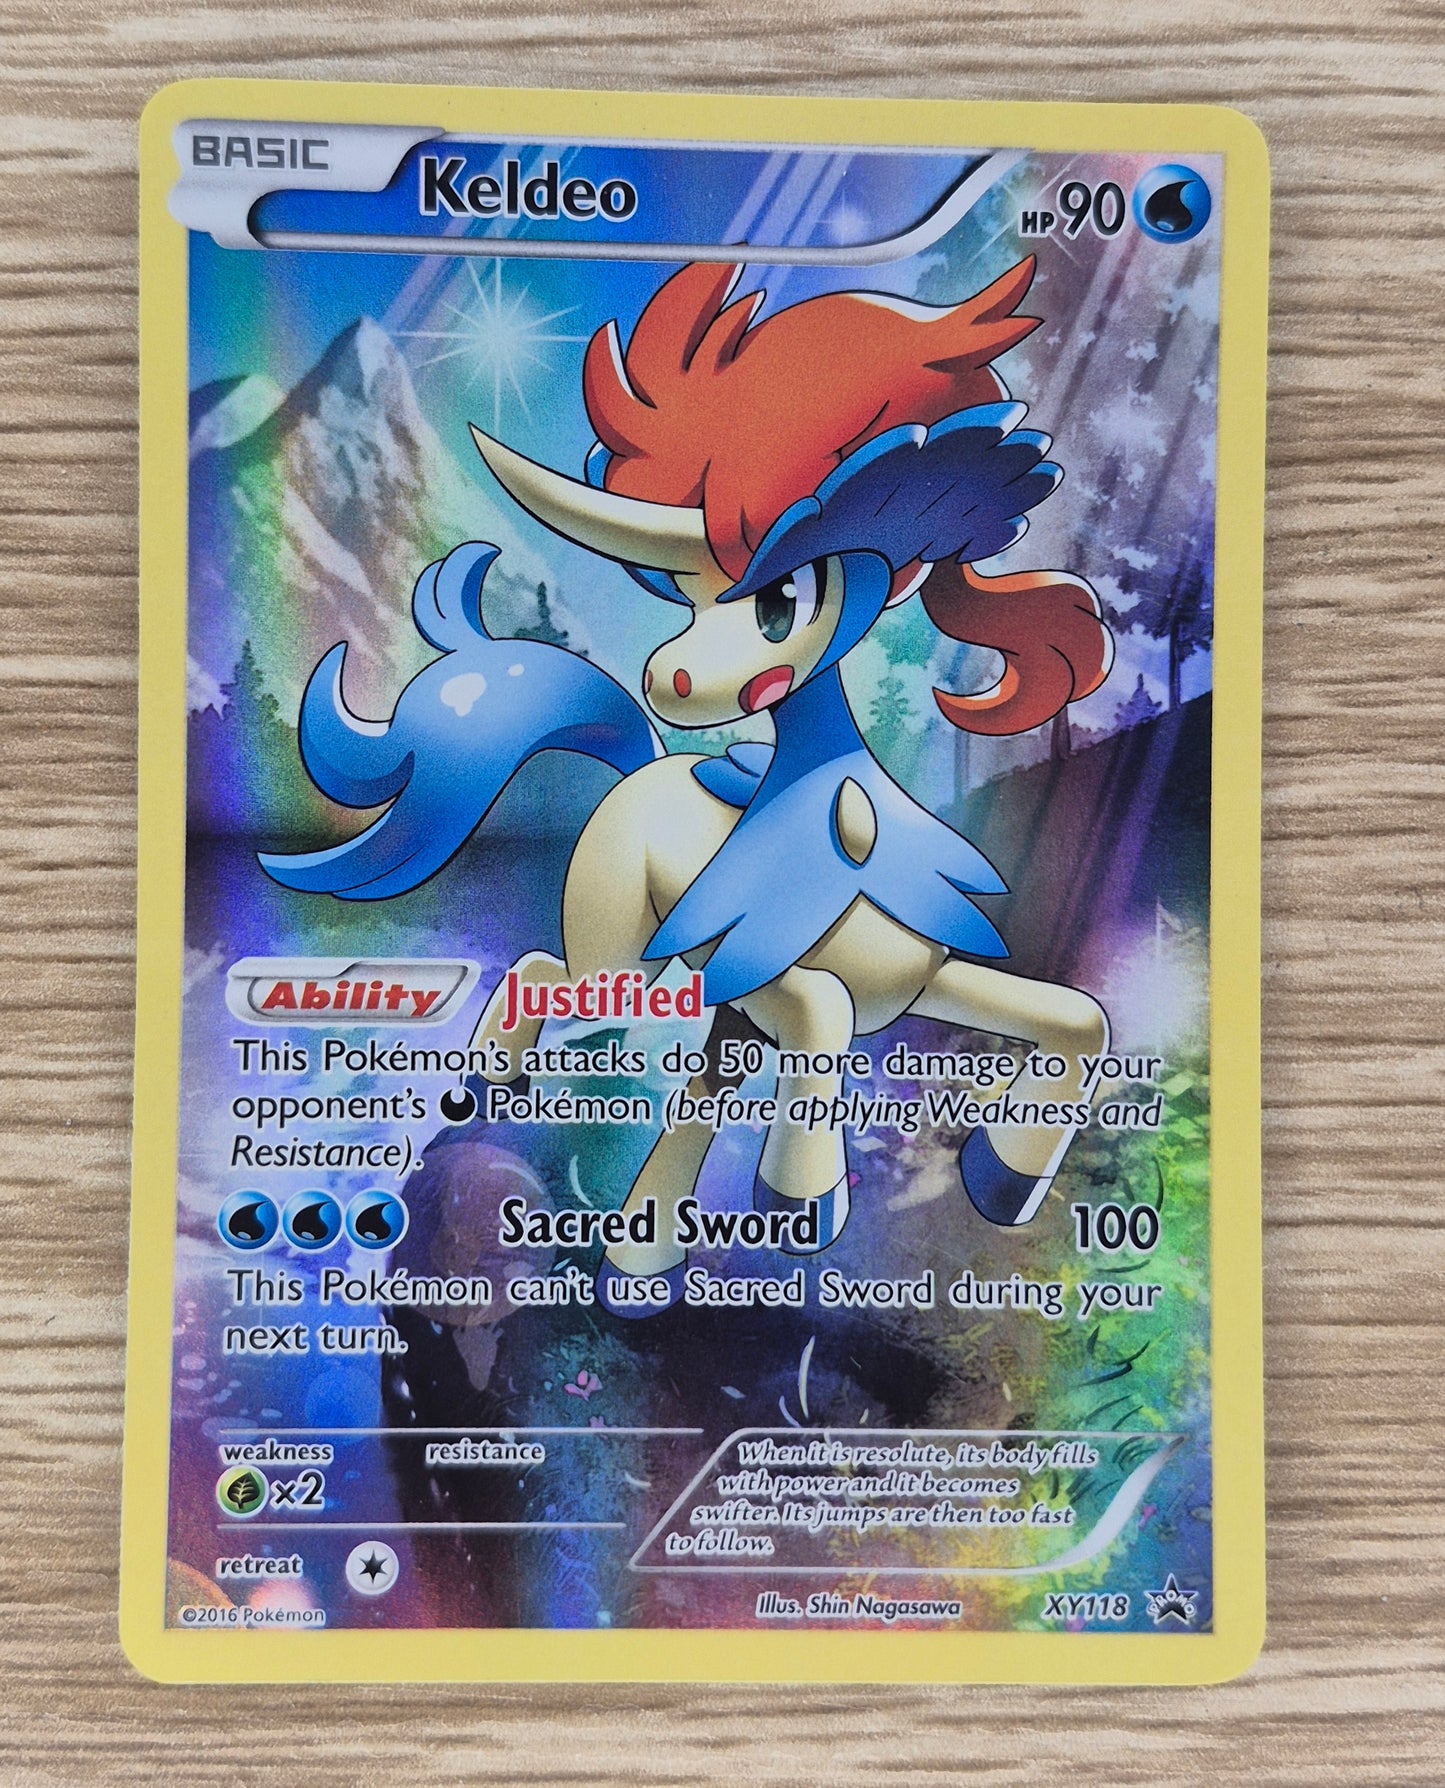 BASIC
Keldeo
HP 90
Ability Justified
This Pokémon's attacks do 50 more damage to your
opponent's Pokémon (before applying Weakness and
Resistance).
Sacred Sword 100
This Pokémon can't use Sacred Sword during your
next turn.
weakness resistance
×2
When it is resolute, its body fills
with power and it becomes
swifter. Its jumps are then too fast
to follow.
retreat
©2016 Pokémon
Illus. Shin Nagasawa
XY118
PROMO